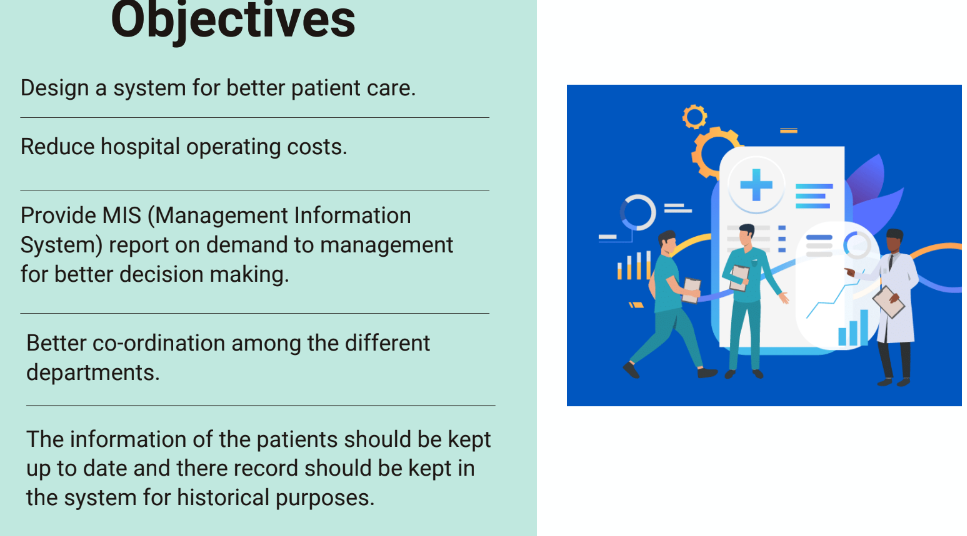 Objectives
Design a system for better patient care.
Reduce hospital operating costs.
Provide MIS (Management Information
System) report on demand to management
for better decision making.
Better co-ordination among the different
departments.
The information of the patients should be kept
up to date and there record should be kept in
the system for historical purposes.